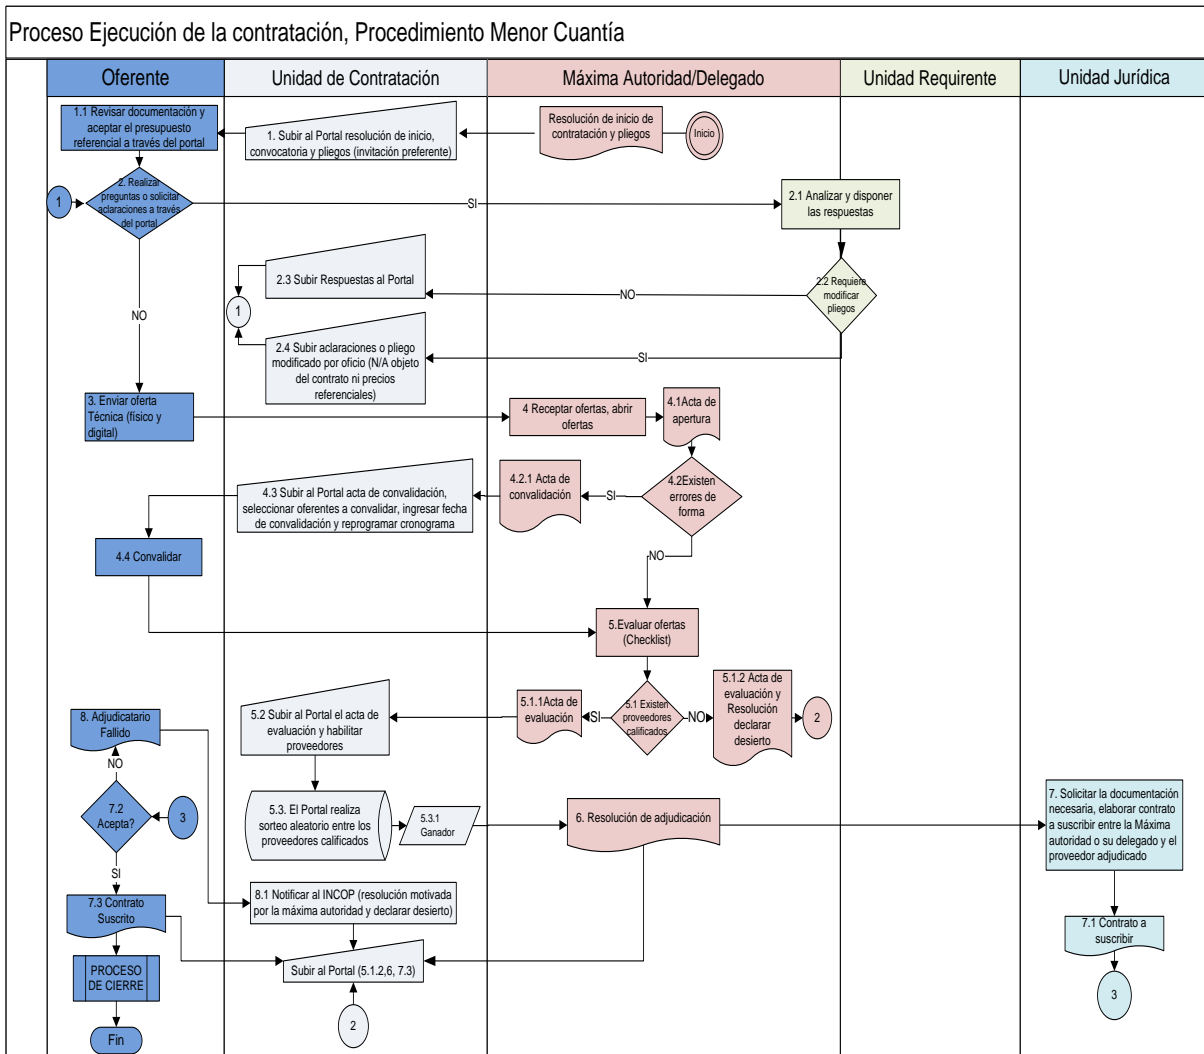 Proceso Ejecución de la contratación, Procedimiento Menor Cuantía
Oferente
Unidad de Contratación
Máxima Autoridad/Delegado
Unidad Requirente
Unidad Jurídica
1.1 Revisar documentación y
aceptar el presupuesto
referencial a través del portal
1. Subir al Portal resolución de inicio,
convocatoria y pliegos (invitación preferente)
Resolución de inicio de
contratación y pliegos
Inicio
1
2. Realizar
preguntas o solicitar
aclaraciones a través
del portal
SI
2.1 Analizar y disponer
las respuestas
2.3 Subir Respuestas al Portal
NO
2.2 Requiere
modificar
pliegos
1
NO
2.4 Subir aclaraciones o pliego
modificado por oficio (N/A objeto
del contrato ni precios
referenciales)
SI
3. Enviar oferta
Técnica (físico y
digital)
4 Receptar ofertas, abrir
ofertas
4.1Acta de
apertura
4.3 Subir al Portal acta de convalidación,
seleccionar oferentes a convalidar, ingresar fecha
de convalidación y reprogramar cronograma
4.2.1 Acta de
convalidación
SI
4.2Existen
errores de
forma
4.4 Convalidar
NO
5.Evaluar ofertas
(Checklist)
5.2 Subir al Portal el acta de
evaluación y habilitar
proveedores
5.1.1Acta de
evaluación
SI
5.1 Existen
proveedores
calificados
NO
5.1.2 Acta de
evaluación y
Resolución
declarar
desierto
2
8. Adjudicatario
Fallido
NO
7.2
Acepta?
3
5.3. El Portal realiza
sorteo aleatorio entre los
proveedores calificados
5.3.1
Ganador
6. Resolución de adjudicación
7. Solicitar la documentación
necesaria, elaborar contrato
a suscribir entre la Máxima
autoridad o su delegado y el
proveedor adjudicado
SI
7.3 Contrato
Suscrito
8.1 Notificar al INCOP (resolución motivada
por la máxima autoridad y declarar desierto)
7.1 Contrato a
suscribir
PROCESO
DE CIERRE
Subir al Portal (5.1.2,6, 7.3)
3
2
Fin